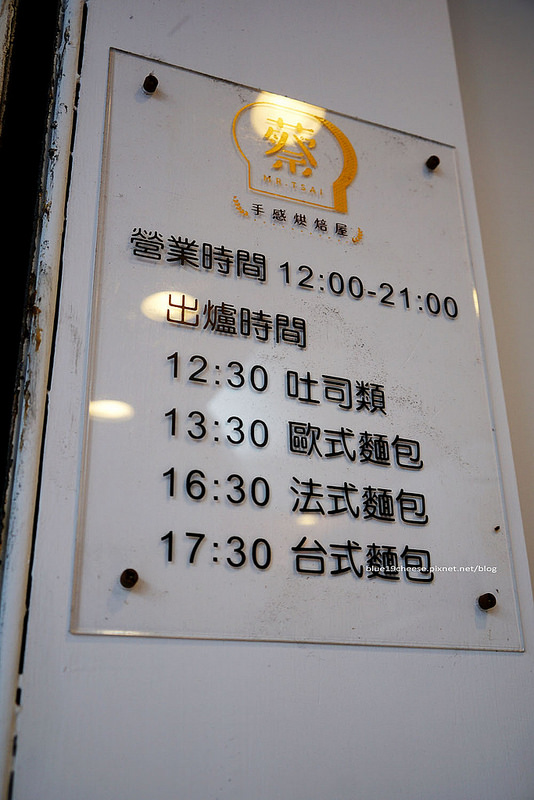 蔡
MR.TSAI
手感烘焙屋
營業時間 12:00-21:00
出爐時間
12:30 吐司類
13:30 歐式麵包
16:30 法式麵包
17:30 台式麵包
blue19cheese.pixnet.net/blog